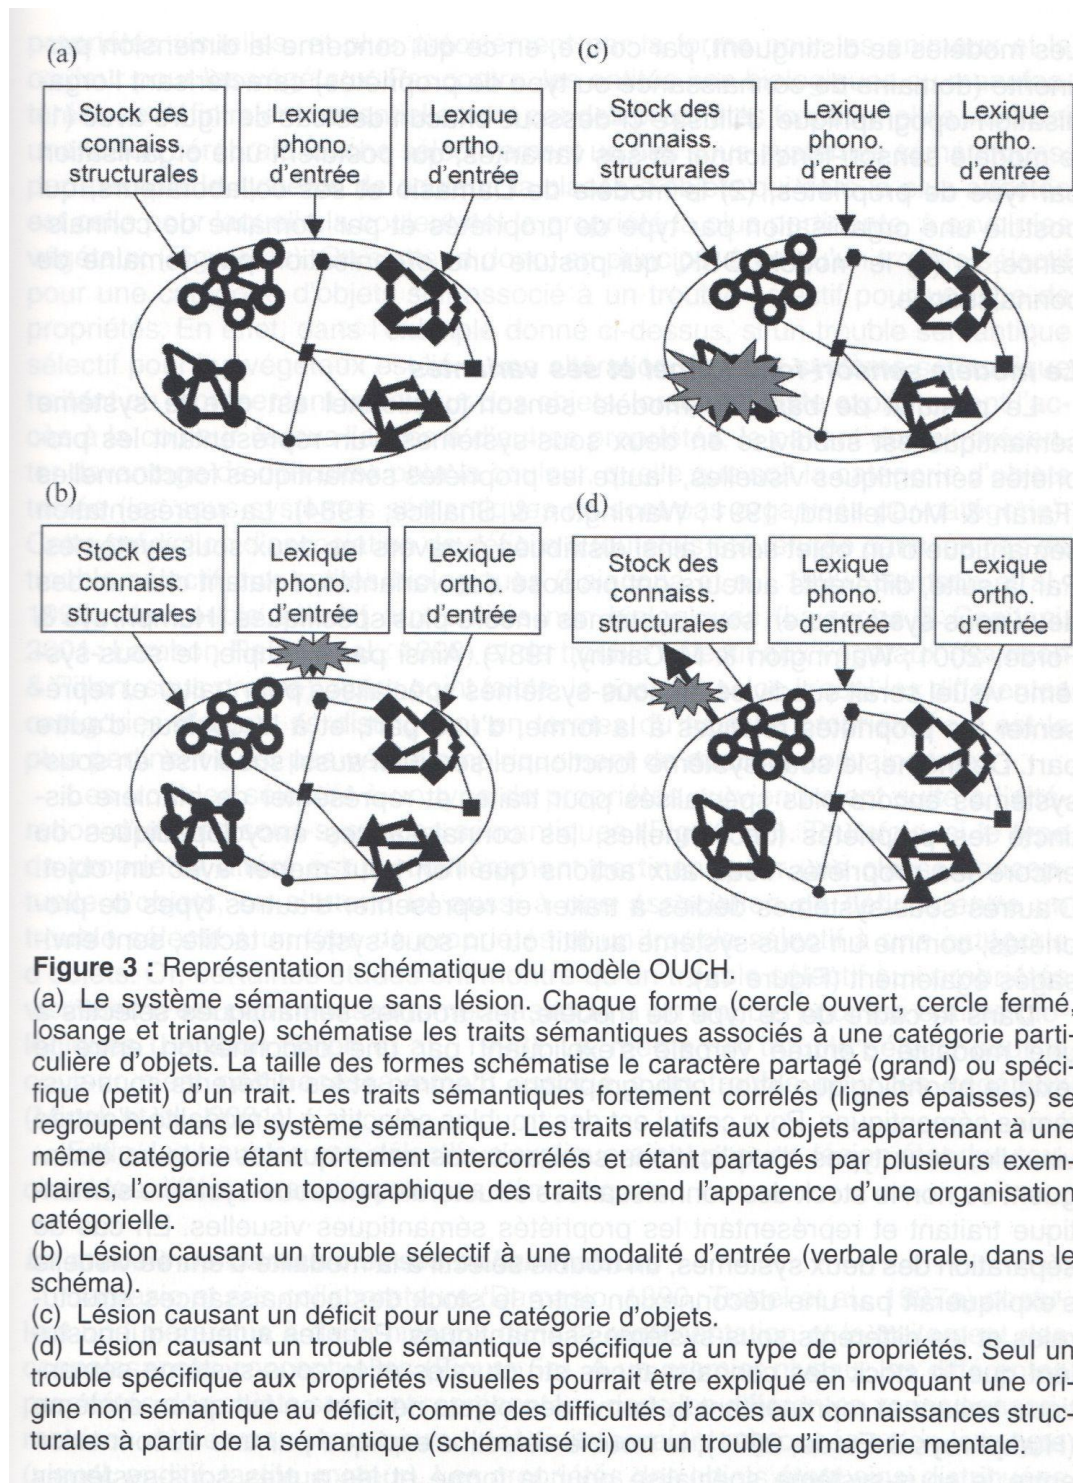 (a)
Stock des
connaiss.
structurales
Lexique
phono.
d'entrée
Lexique
ortho.
d'entrée
(c)
Stock des
connaiss.
structurales
Lexique
phono.
d'entrée
Lexique
ortho.
d'entrée
(b)
Stock des
connaiss.
structurales
Lexique
phono.
d'entrée
Lexique
ortho.
d'entrée
(d)
Stock des
connaiss.
structurales
Lexique
phono.
d'entrée
Lexique
ortho.
d'entrée
Figure 3 : Représentation schématique du modèle OUCH.
(a) Le système sémantique sans lésion. Chaque forme (cercle ouvert, cercle fermé,
losange et triangle) schématise les traits sémantiques associés à une catégorie parti-
culière d'objets. La taille des formes schématise le caractère partagé (grand) ou spéci-
fique (petit) d'un trait. Les traits sémantiques fortement corrélés (lignes épaisses) se
regroupent dans le système sémantique. Les traits relatifs aux objets appartenant à une
même catégorie étant fortement intercorrélés et étant partagés par plusieurs exem-
plaires, l'organisation topographique des traits prend l'apparence d'une organisation
catégorielle.
(b) Lésion causant un trouble sélectif à une modalité d'entrée (verbale orale, dans le
schéma).
(c) Lésion causant un déficit pour une catégorie d'objets.
(d) Lésion causant un trouble sémantique spécifique à un type de propriétés. Seul un
trouble spécifique aux propriétés visuelles pourrait être expliqué en invoquant une ori-
gine non sémantique au déficit, comme des difficultés d'accès aux connaissances struc-
turales à partir de la sémantique (schématisé ici) ou un trouble d'imagerie mentale.